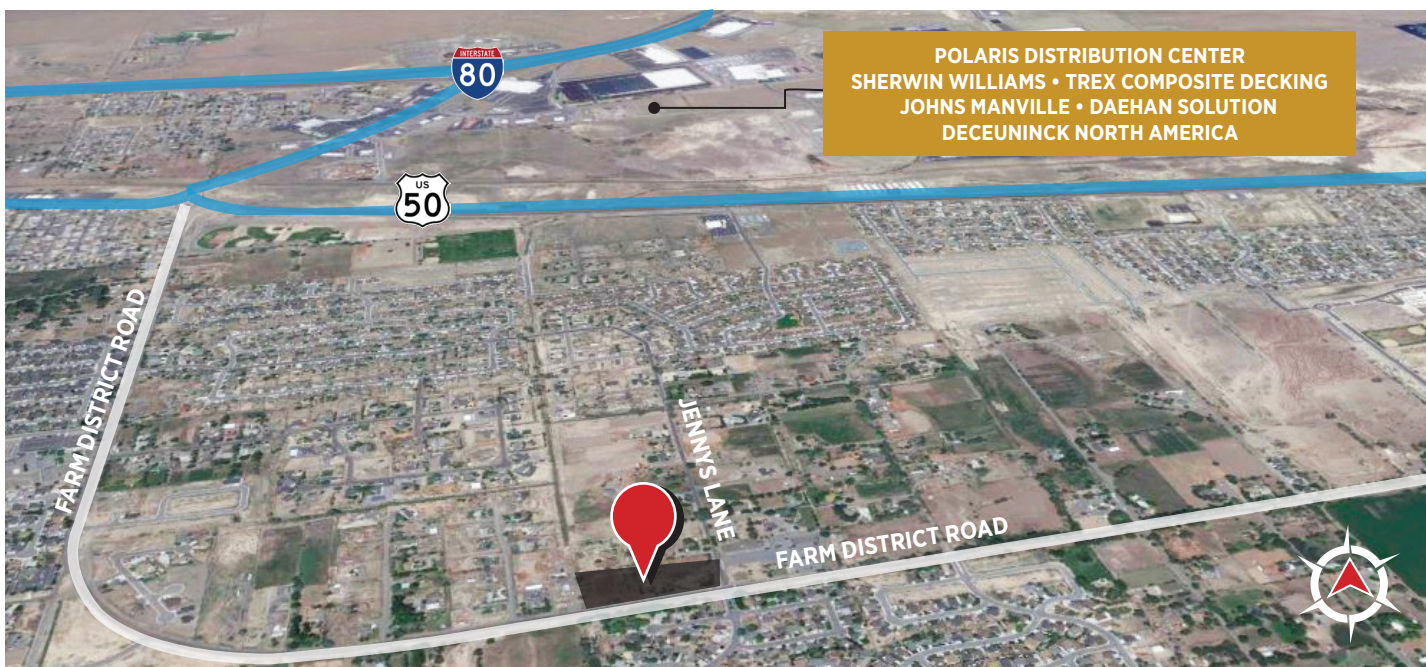 INTERSTATE
80
POLARIS DISTRIBUTION CENTER
SHERWIN WILLIAMS • TREX COMPOSITE DECKING
JOHNS MANVILLE • DAEHAN SOLUTION
DECEUNINCK NORTH AMERICA
US
50
FARM DISTRICT ROAD
JENNYS LANE
FARM DISTRICT ROAD